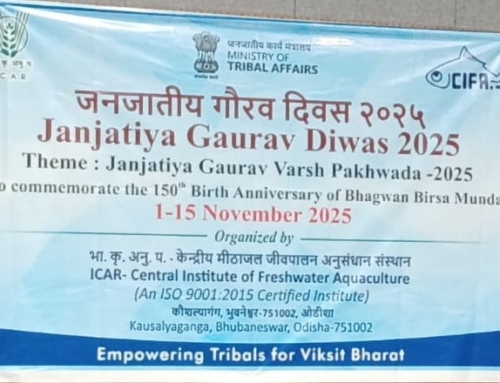 कृ अनु प
ICAR
जनजातीय कार्य मंत्रालय
MINISTRY OF
TRIBAL AFFAIRS
CIFA
जनजातीय गौरव दिवस २०२५
Janjatiya Gaurav Diwas 2025
Theme : Janjatiya Gaurav Varsh Pakhwada -2025
o commemorate the 150th Birth Anniversary of Bhagwan Birsa Munda
1-15 November 2025
Organized by
भा. कृ. अनु. प. - केन्द्रीय मीठाजल जीवपालन अनुसंधान संस्थान
ICAR- Central Institute of Freshwater Aquaculture
(An ISO 9001:2015 Certified Institute)
कौशल्यागंग, भुवनेश्वर-751002, ओडीशा
Kausalyaganga, Bhubaneswar, Odisha-751002
Empowering Tribals for Viksit Bharat